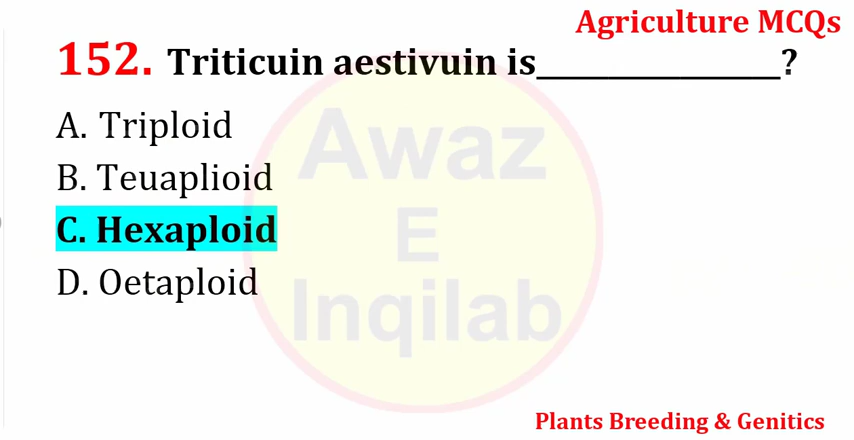 Agriculture MCQs
152. Triticuin aestivuin is________________?
A. Triploid
B. Teuaplioid
C. Hexaploid
D. Oetaploid
Awaz
E
Inqilab
Plants Breeding & Genitics